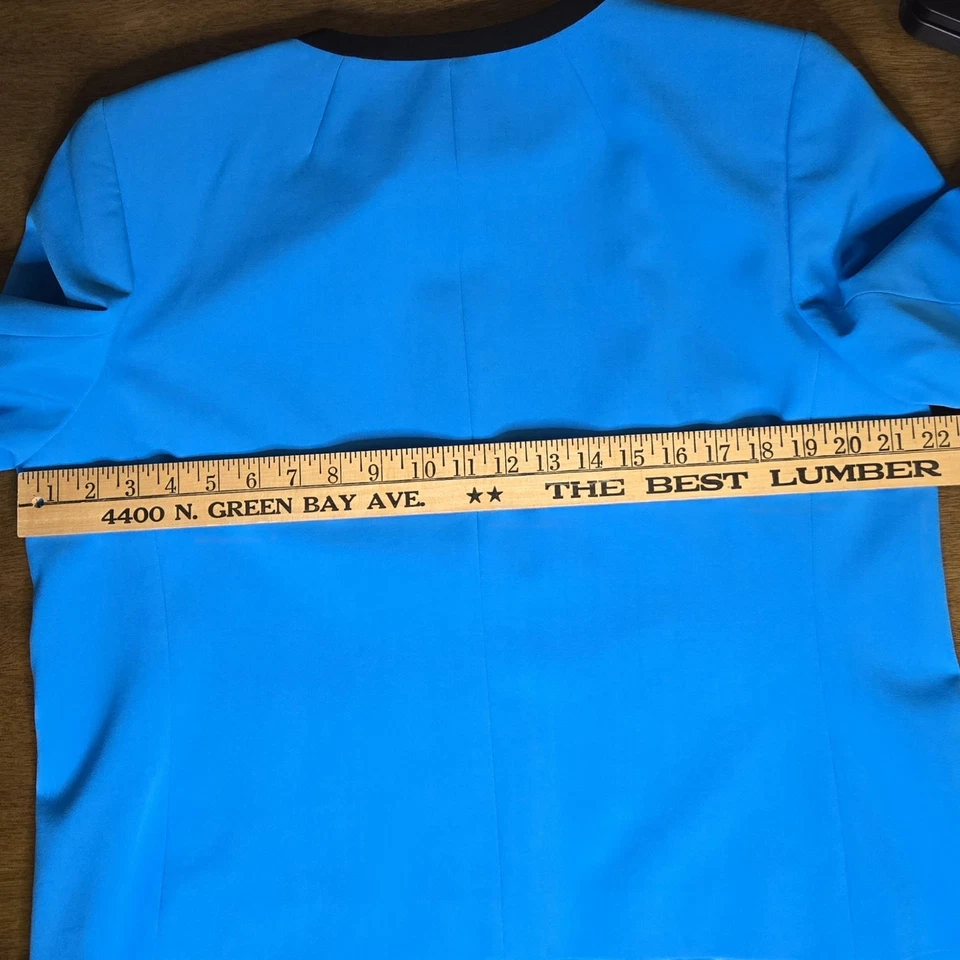 1 2 3 4 5 6 7 8 9 10 11 12 13 14 15 16 17 18 19 20 21 22
4400 N. GREEN BAY AVE. ★★ THE BEST LUMBER